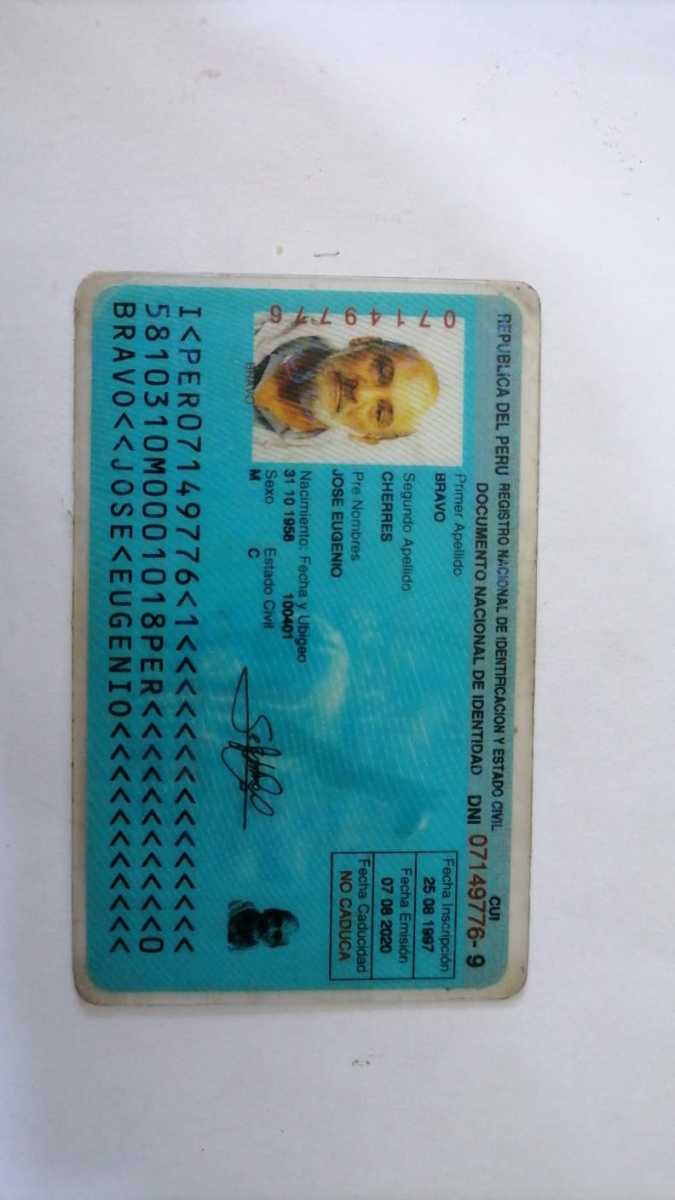 REPUBLICA DEL PERU REGISTRO NACIONAL DE IDENTIFICACION Y ESTADO CIVIL
DOCUMENTO NACIONAL DE IDENTIDAD
CUI
DNI 07149776-9
07149776
BRAVO
Primer Apellido
BRAVO
Segundo Apellido
CHERRES
Pre Nombres
JOSE EUGENIO
Nacimiento: Fecha y Ubigeo
31 10 1958 100401
Sexo Estado Civil
M C
Fecha Inscripción
25 08 1997
Fecha Emisión
07 08 2020
Fecha Caducidad
NO CADUCA
I<PER07149776<1<<<<<<<<<<<<<<<
5810310M0001018PER<<<<<<<<<<<0
BRAVO<<JOSE<EUGENIO<<<<<<<<<<<